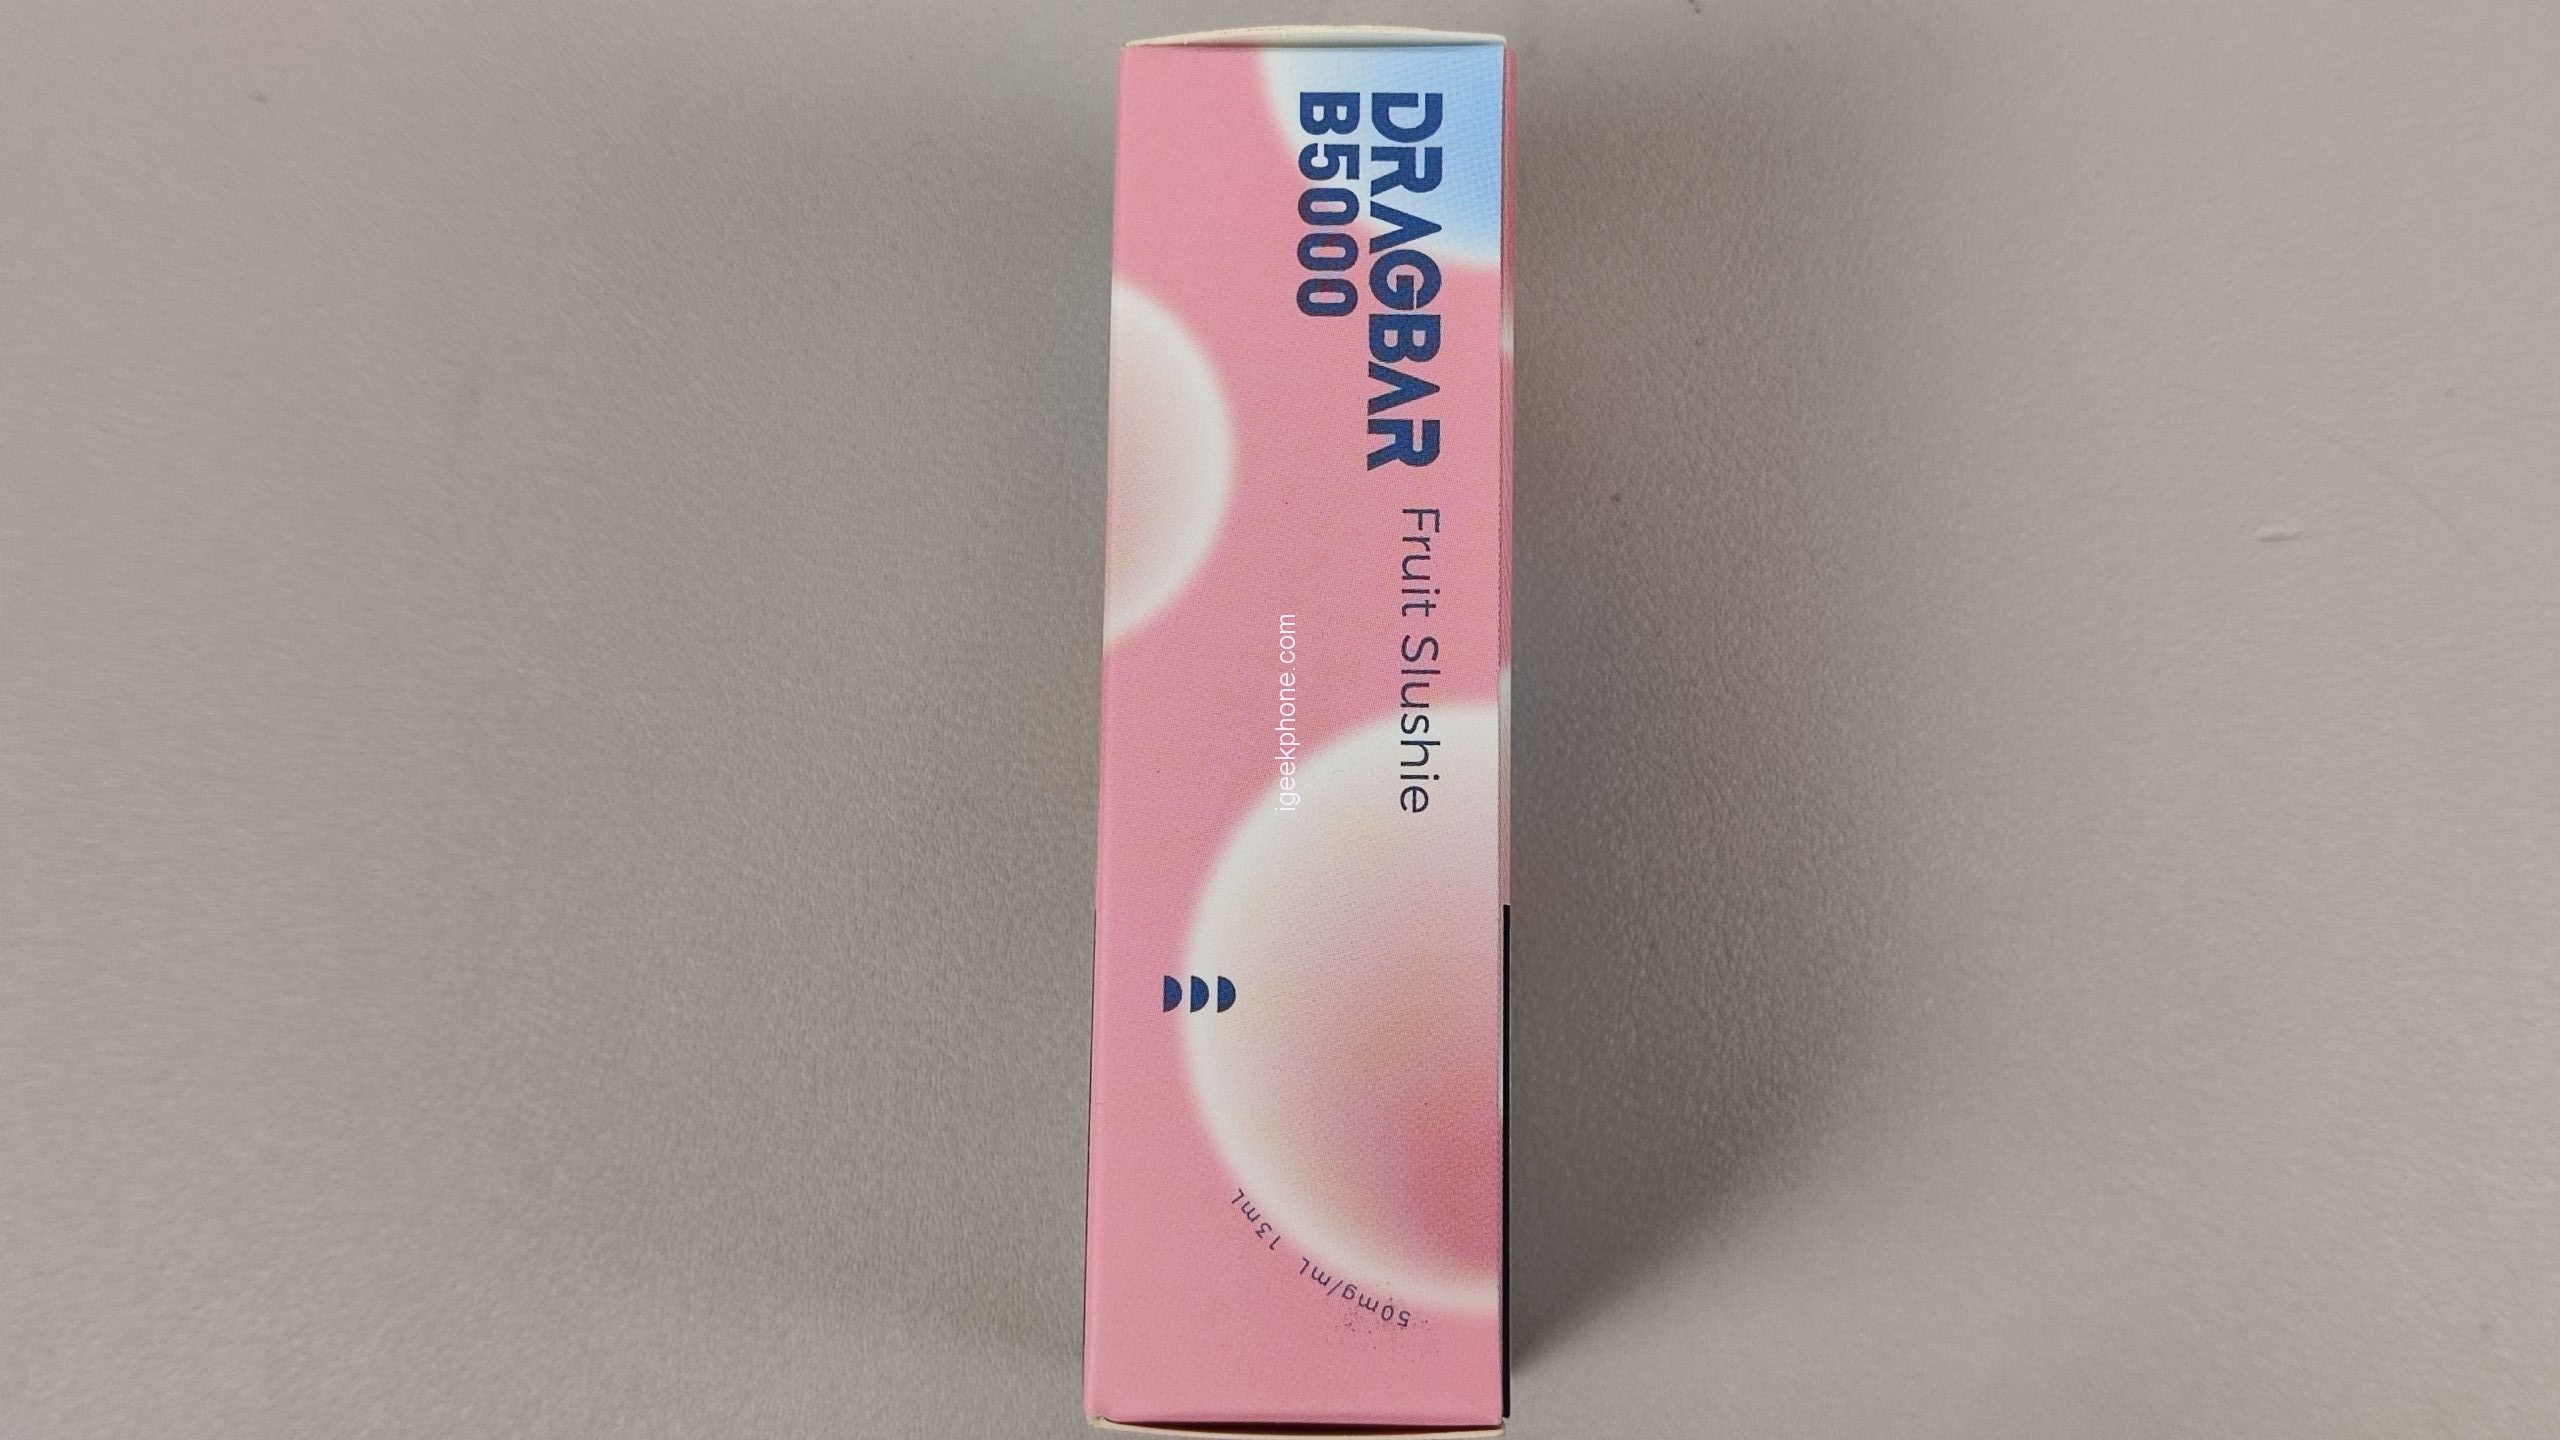 DRAGBAR Fruit Slushie
B5000
igeekphone.com
50mg/mL 13mL